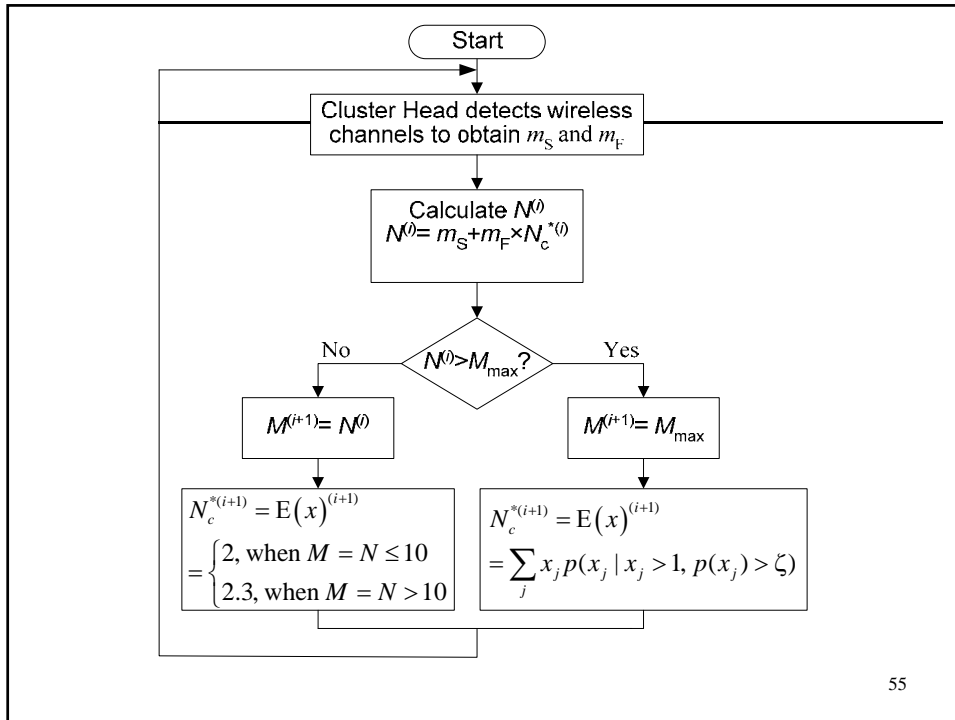 Start
Cluster Head detects wireless
channels to obtain m_S and m_F
Calculate N^(i)
N^(i)= m_S+m_F×N_c^*(i)
No
N^(i)>M_max?
Yes
M^(i+1)= N^(i)
M^(i+1)= M_max
N_c^*(i+1) = E(x)^(i+1)
= { 2, when M = N ≤ 10
2.3, when M = N > 10
N_c^*(i+1) = E(x)^(i+1)
= ∑_j x_j p(x_j | x_j > 1, p(x_j) > ζ)
55